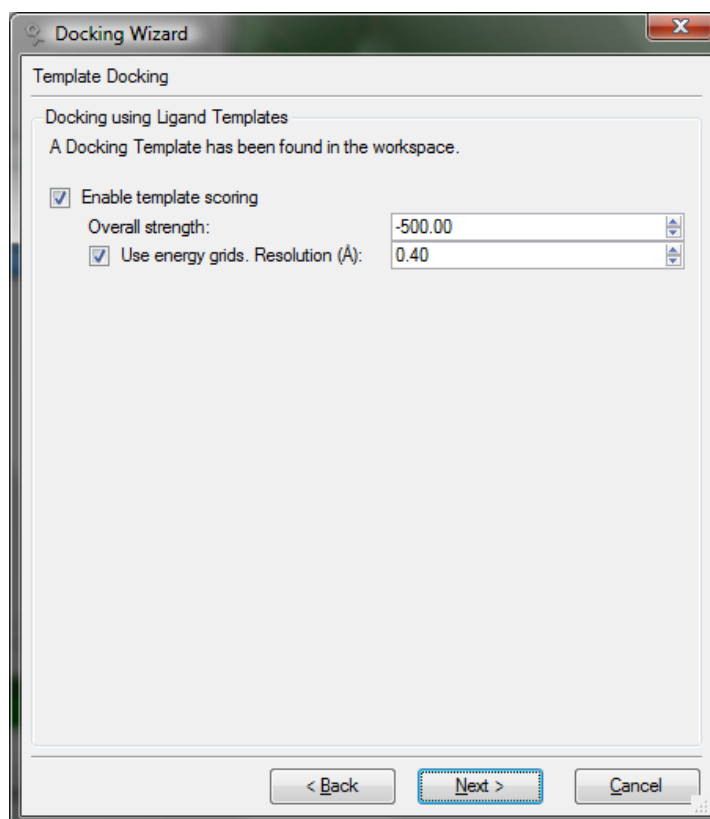 Docking Wizard
Template Docking
Docking using Ligand Templates
A Docking Template has been found in the workspace.
Enable template scoring
Overall strength: -500.00
Use energy grids. Resolution (Å): 0.40
< Back Next > Cancel